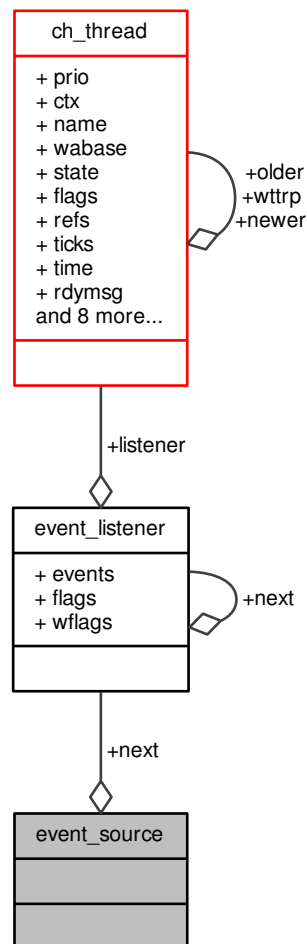 ch_thread
+ prio
+ ctx
+ name
+ wabase
+ state
+ flags
+ refs
+ ticks
+ time
+ rdymsg
and 8 more...
+older
+wttrp
+newer
+listener
event_listener
+ events
+ flags
+ wflags
+next
+next
event_source